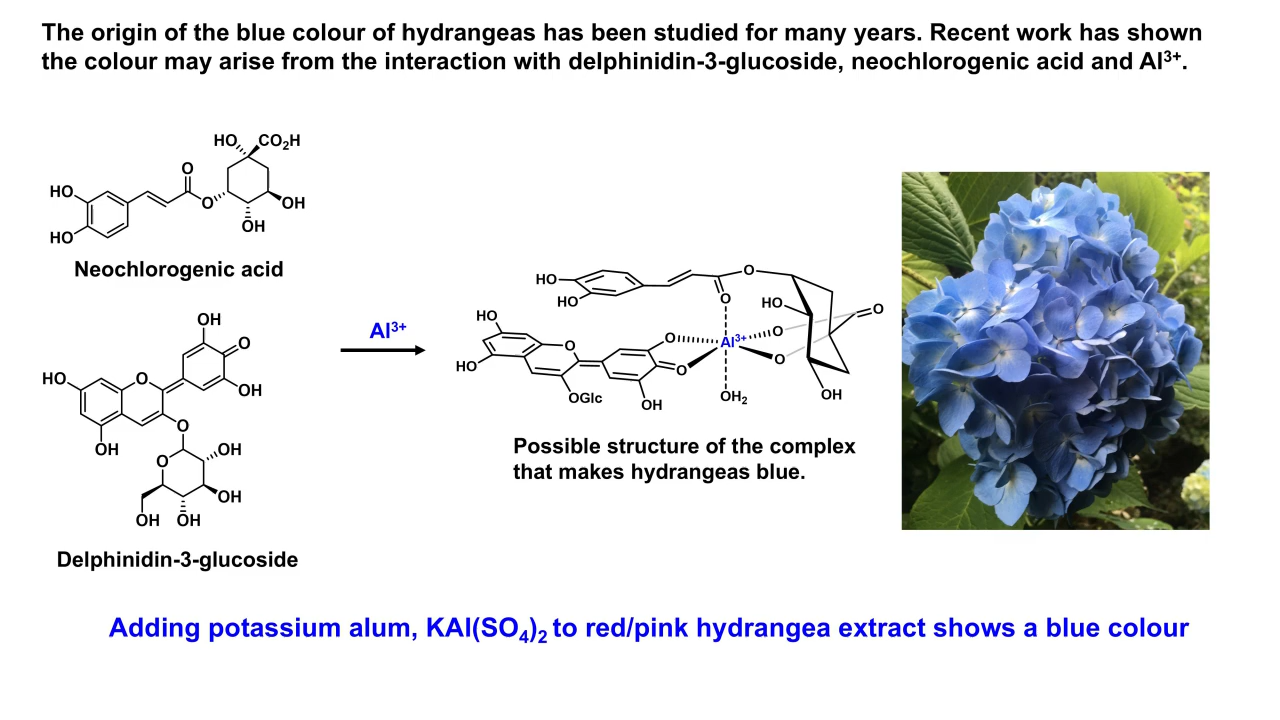 The origin of the blue colour of hydrangeas has been studied for many years. Recent work has shown
the colour may arise from the interaction with delphinidin-3-glucoside, neochlorogenic acid and Al³⁺.
HO CO₂H
O
HO
O OH
HO OH
Neochlorogenic acid
OH
O
HO O
OH
O
OH
O OH
OH
OH OH
Delphinidin-3-glucoside
Al³⁺
HO O
HO O HO O
HO
O Al³⁺ O
O
HO O O
OGlc OH OH₂ OH
Possible structure of the complex
that makes hydrangeas blue.
Adding potassium alum, KAl(SO₄)₂ to red/pink hydrangea extract shows a blue colour